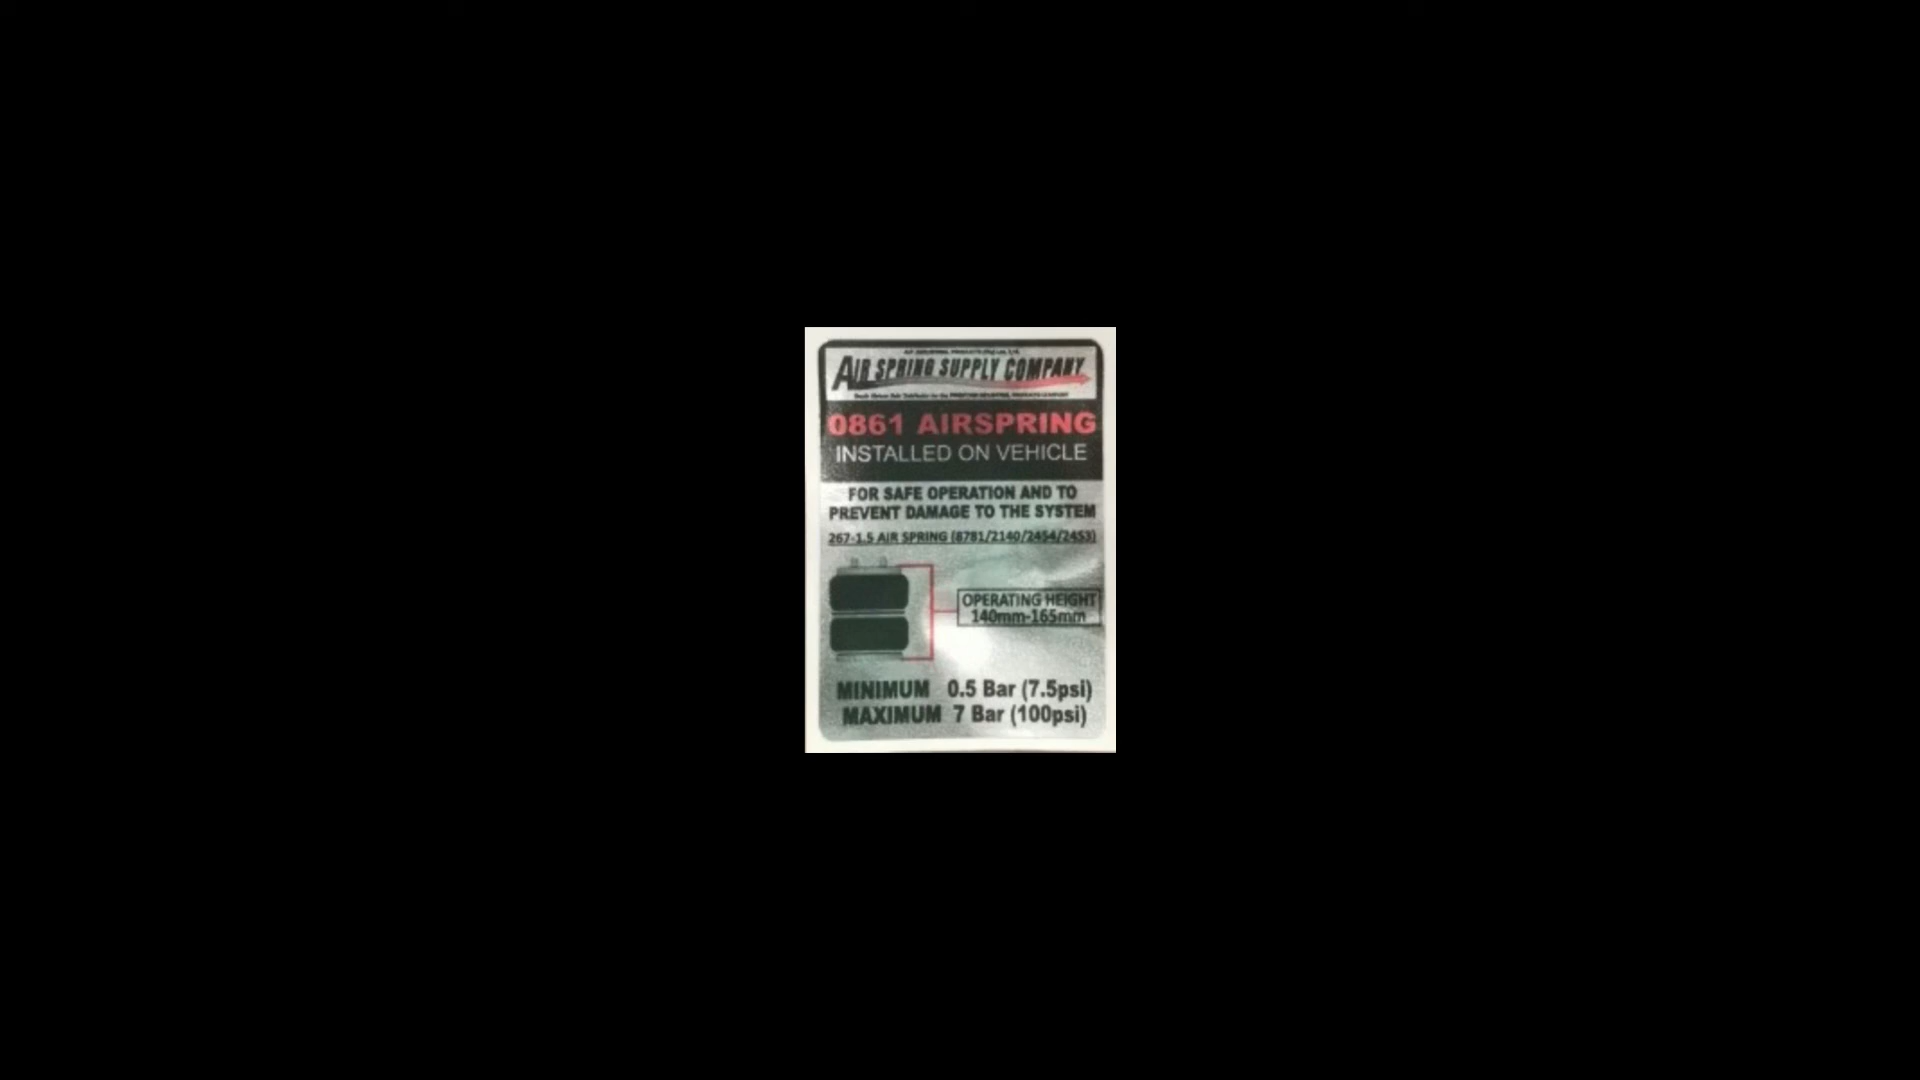 AIR SPRING SUPPLY COMPANY
0861 AIRSPRING
INSTALLED ON VEHICLE
FOR SAFE OPERATION AND TO
PREVENT DAMAGE TO THE SYSTEM
267-1.5 AIR SPRING (8781/2140/2454/2453)
OPERATING HEIGHT
140mm-165mm
MINIMUM 0.5 Bar (7.5psi)
MAXIMUM 7 Bar (100psi)